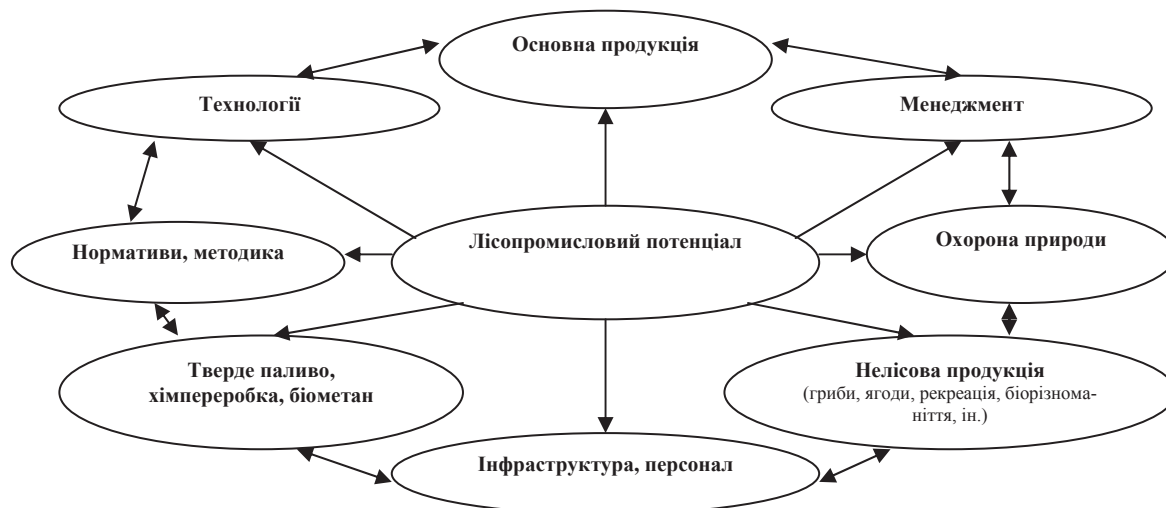 Основна продукція
Технології
Менеджмент
Нормативи, методика
Лісопромисловий потенціал
Охорона природи
Тверде паливо,
хімпереробка, біометан
Нелісова продукція
(гриби, ягоди, рекреація, біорізнома-
ніття, ін.)
Інфраструктура, персонал